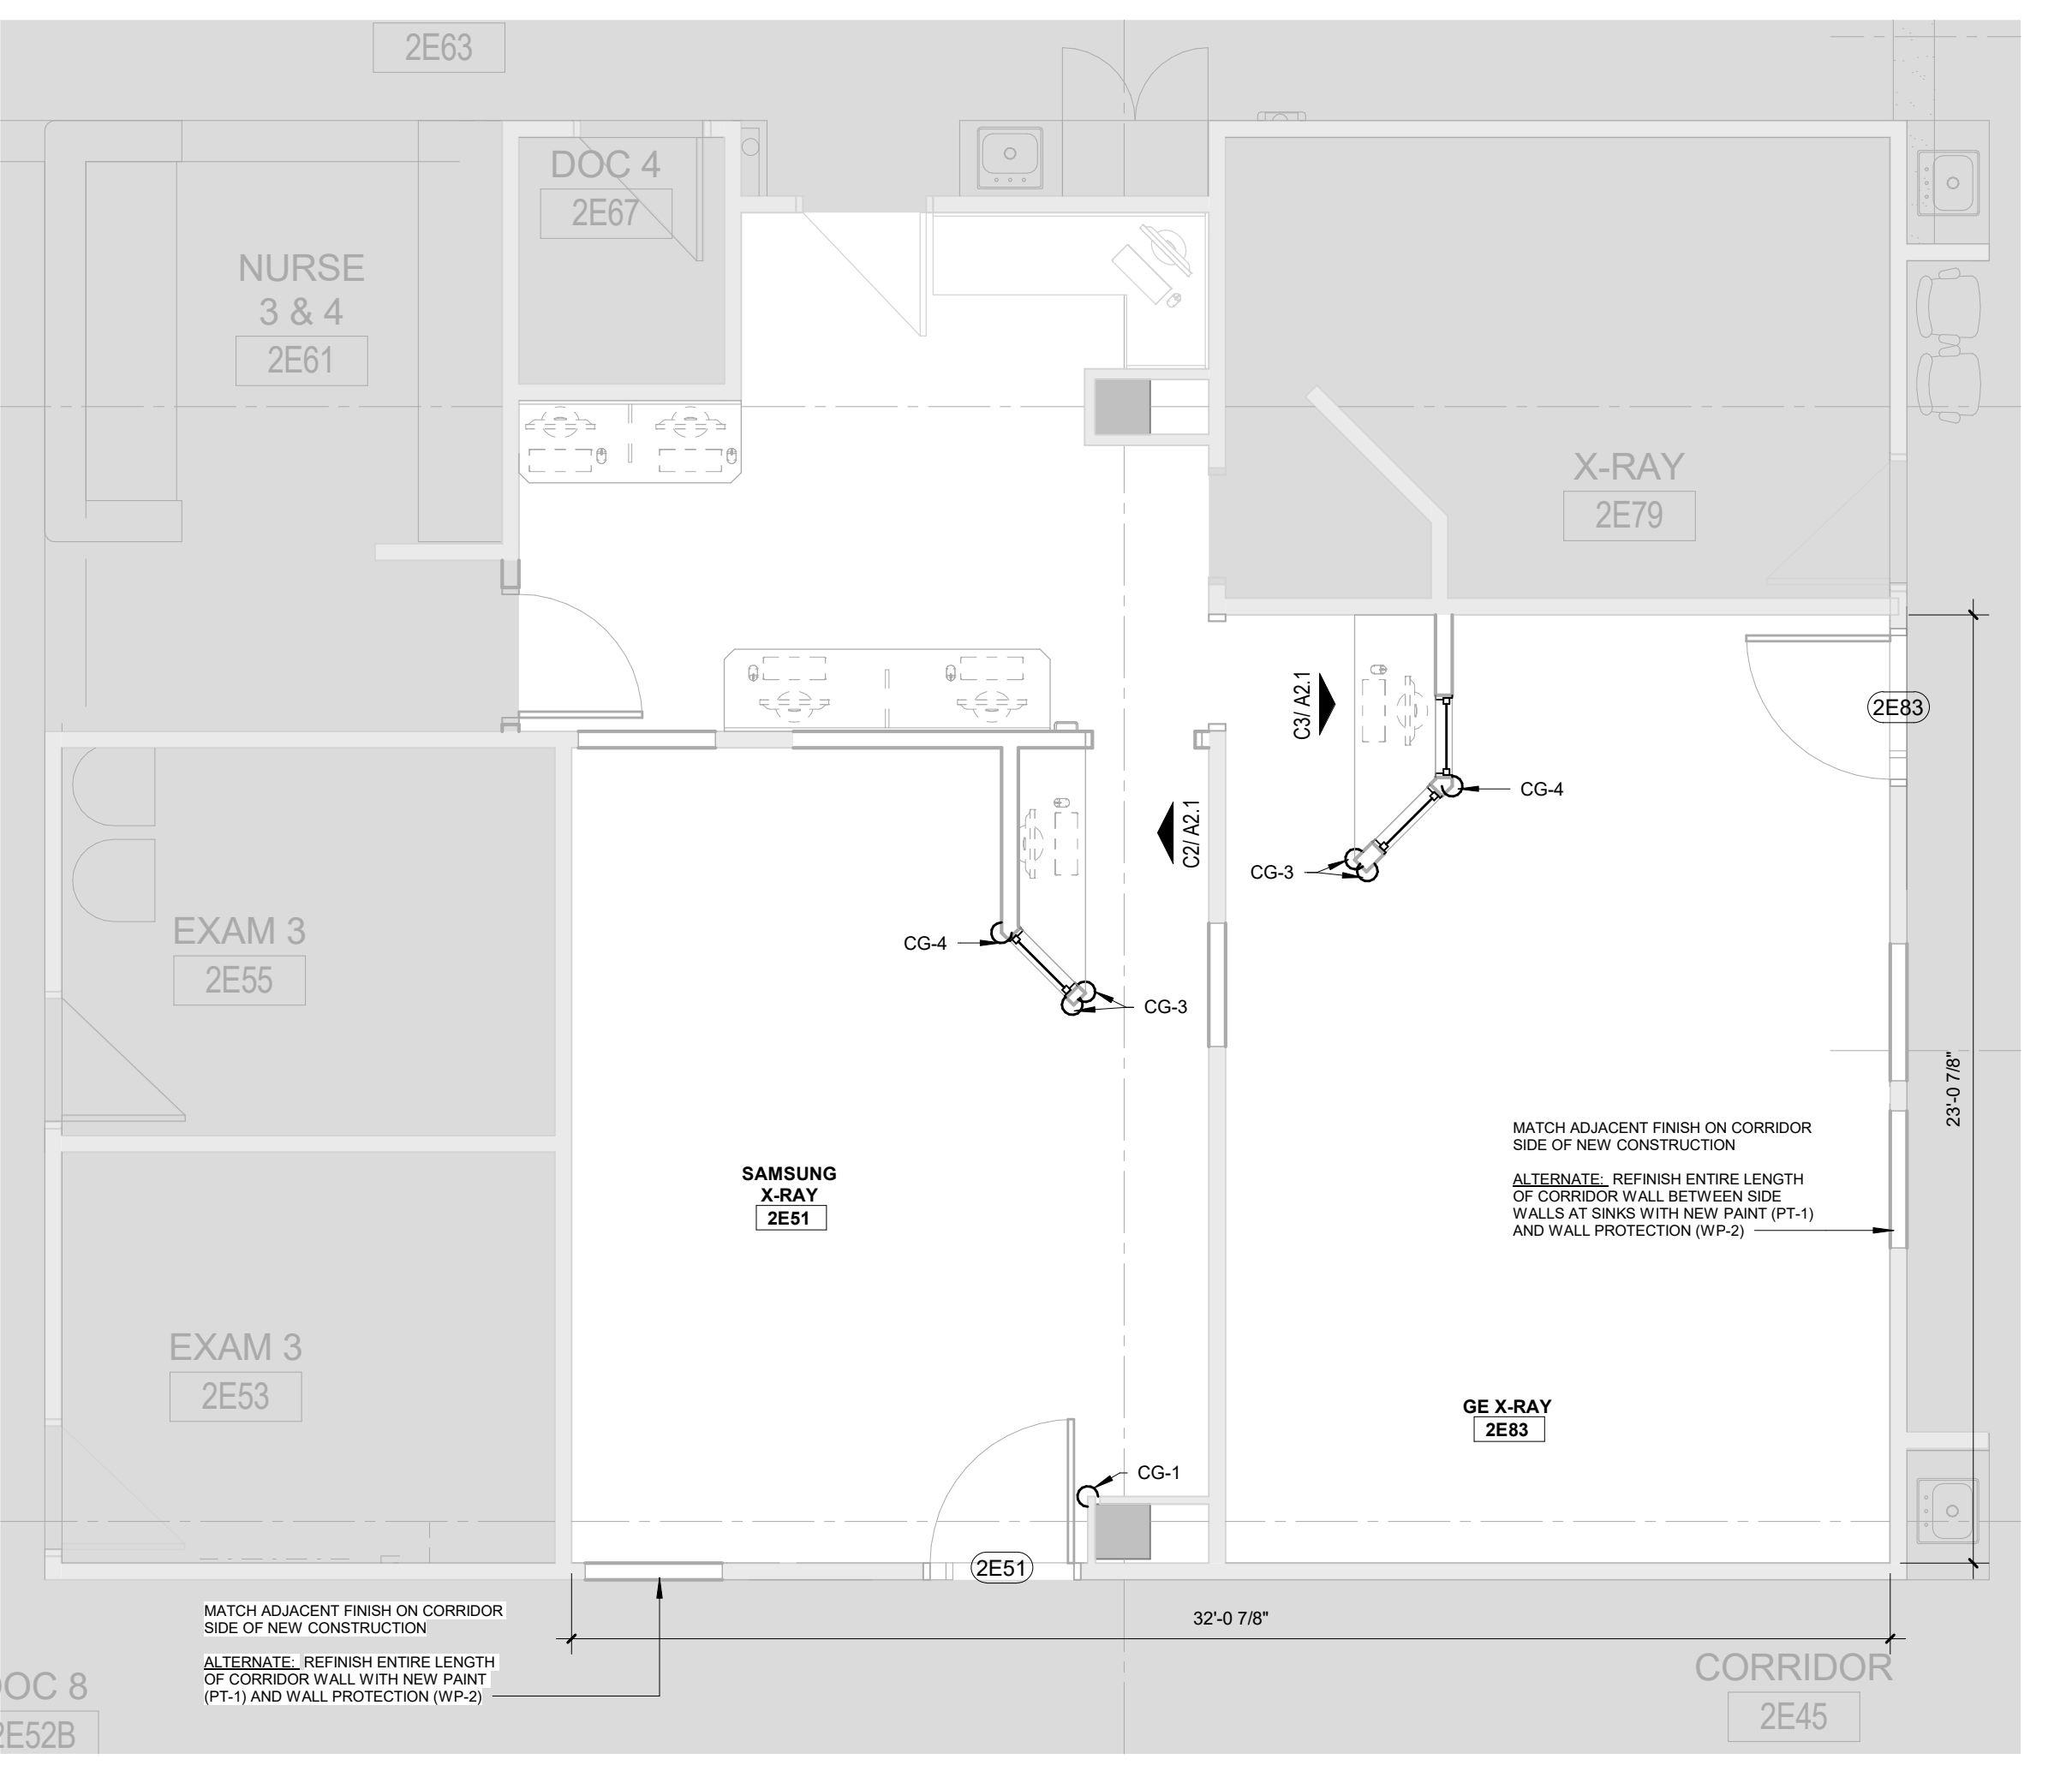 2E63
DOC 4
2E67
NURSE
3 & 4
2E61
X-RAY
2E79
2E83
C3/ A2.1
CG-4
C2/ A2.1
CG-3
EXAM 3
2E55
CG-4
CG-3
23'-0 7/8"
MATCH ADJACENT FINISH ON CORRIDOR
SIDE OF NEW CONSTRUCTION
ALTERNATE: REFINISH ENTIRE LENGTH
OF CORRIDOR WALL BETWEEN SIDE
WALLS AT SINKS WITH NEW PAINT (PT-1)
AND WALL PROTECTION (WP-2)
SAMSUNG
X-RAY
2E51
EXAM 3
2E53
GE X-RAY
2E83
CG-1
2E51
MATCH ADJACENT FINISH ON CORRIDOR
SIDE OF NEW CONSTRUCTION
ALTERNATE: REFINISH ENTIRE LENGTH
OF CORRIDOR WALL WITH NEW PAINT
(PT-1) AND WALL PROTECTION (WP-2)
32'-0 7/8"
OC 8
2E52B
CORRIDOR
2E45